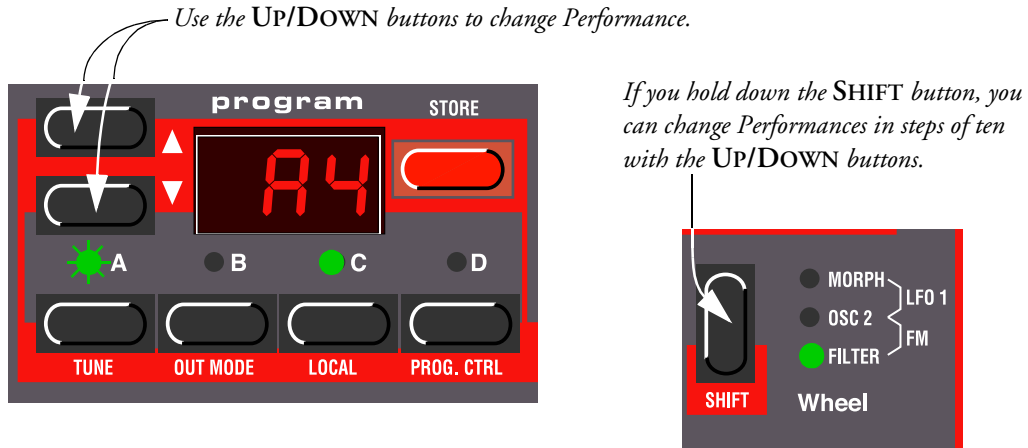 Use the UP/DOWN buttons to change Performance.
program
STORE
A4
A
B
C
D
TUNE
OUT MODE
LOCAL
PROG. CTRL
If you hold down the SHIFT button, you
can change Performances in steps of ten
with the UP/DOWN buttons.
MORPH
LFO 1
OSC 2
FM
FILTER
SHIFT
Wheel